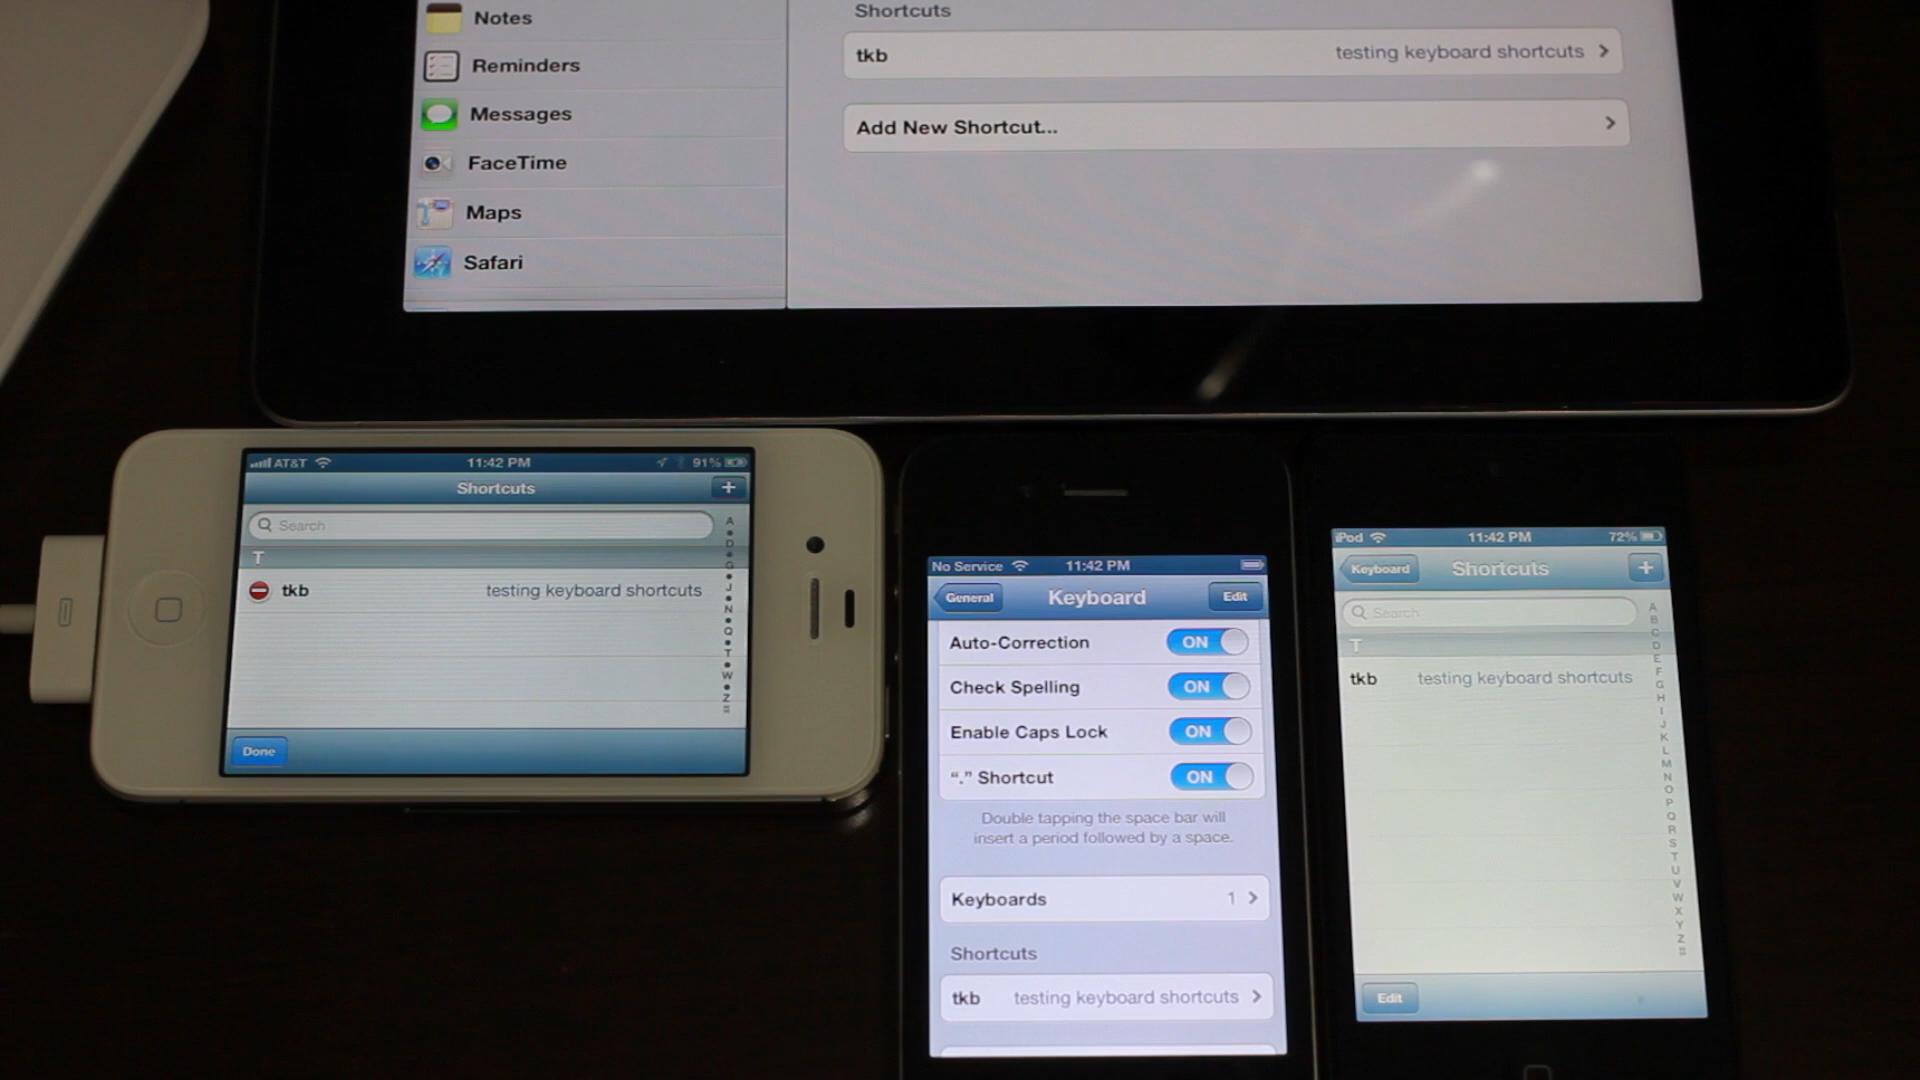 Notes
Reminders
Messages
FaceTime
Maps
Safari
Shortcuts
tkb testing keyboard shortcuts
Add New Shortcut...
AT&T 11:42 PM 91%
Shortcuts +
Search
T
tkb testing keyboard shortcuts
A
D
G
J
N
Q
T
W
Z
#
Done
No Service 11:42 PM
General Keyboard Edit
Auto-Correction ON
Check Spelling ON
Enable Caps Lock ON
“.” Shortcut ON
Double tapping the space bar will
insert a period followed by a space.
Keyboards 1
Shortcuts
tkb testing keyboard shortcuts
iPod 11:42 PM 72%
Keyboard Shortcuts +
Search
T
tkb testing keyboard shortcuts
A
B
C
D
E
F
G
H
I
J
K
L
M
N
O
P
Q
R
S
T
U
V
W
X
Y
Z
#
Edit